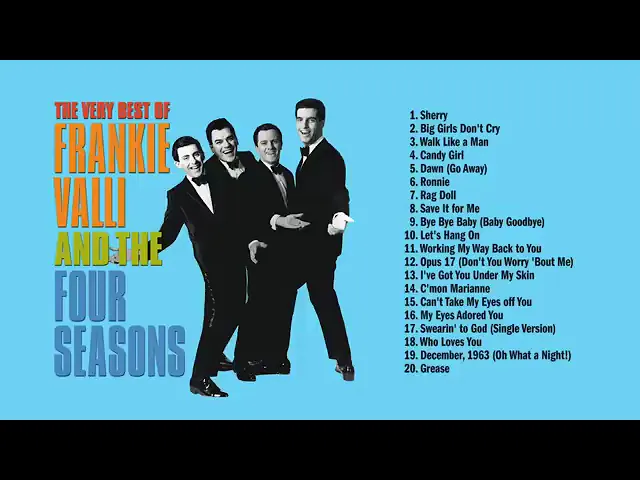 THE VERY BEST OF
FRANKIE
VALLI
AND THE
FOUR
SEASONS
1. Sherry
2. Big Girls Don't Cry
3. Walk Like a Man
4. Candy Girl
5. Dawn (Go Away)
6. Ronnie
7. Rag Doll
8. Save It for Me
9. Bye Bye Baby (Baby Goodbye)
10. Let's Hang On
11. Working My Way Back to You
12. Opus 17 (Don't You Worry 'Bout Me)
13. I've Got You Under My Skin
14. C'mon Marianne
15. Can't Take My Eyes off You
16. My Eyes Adored You
17. Swearin' to God (Single Version)
18. Who Loves You
19. December, 1963 (Oh What a Night!)
20. Grease